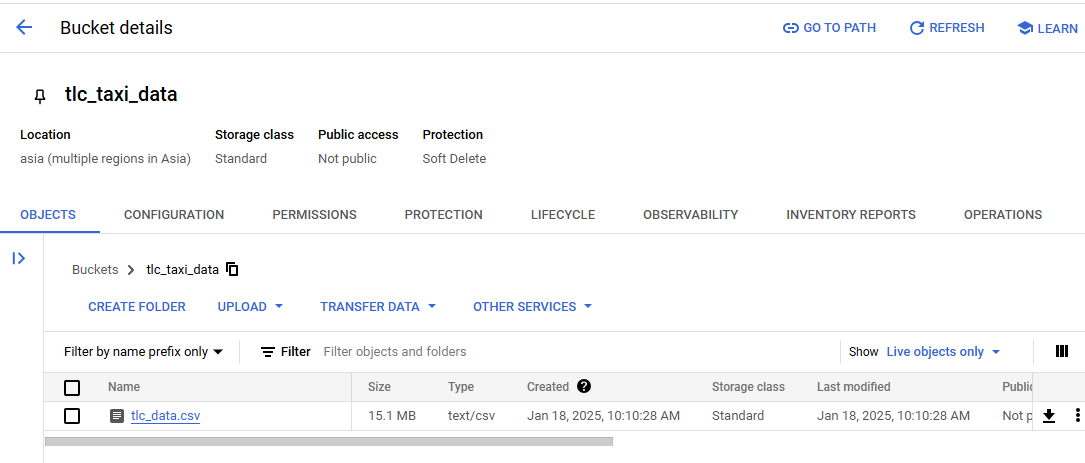 Bucket details GO TO PATH REFRESH LEARN
tlc_taxi_data
Location Storage class Public access Protection
asia (multiple regions in Asia) Standard Not public Soft Delete
OBJECTS CONFIGURATION PERMISSIONS PROTECTION LIFECYCLE OBSERVABILITY INVENTORY REPORTS OPERATIONS
Buckets > tlc_taxi_data
CREATE FOLDER UPLOAD TRANSFER DATA OTHER SERVICES
Filter by name prefix only Filter Filter objects and folders Show Live objects only
Name Size Type Created ? Storage class Last modified Public
tlc_data.csv 15.1 MB text/csv Jan 18, 2025, 10:10:28 AM Standard Jan 18, 2025, 10:10:28 AM Not p